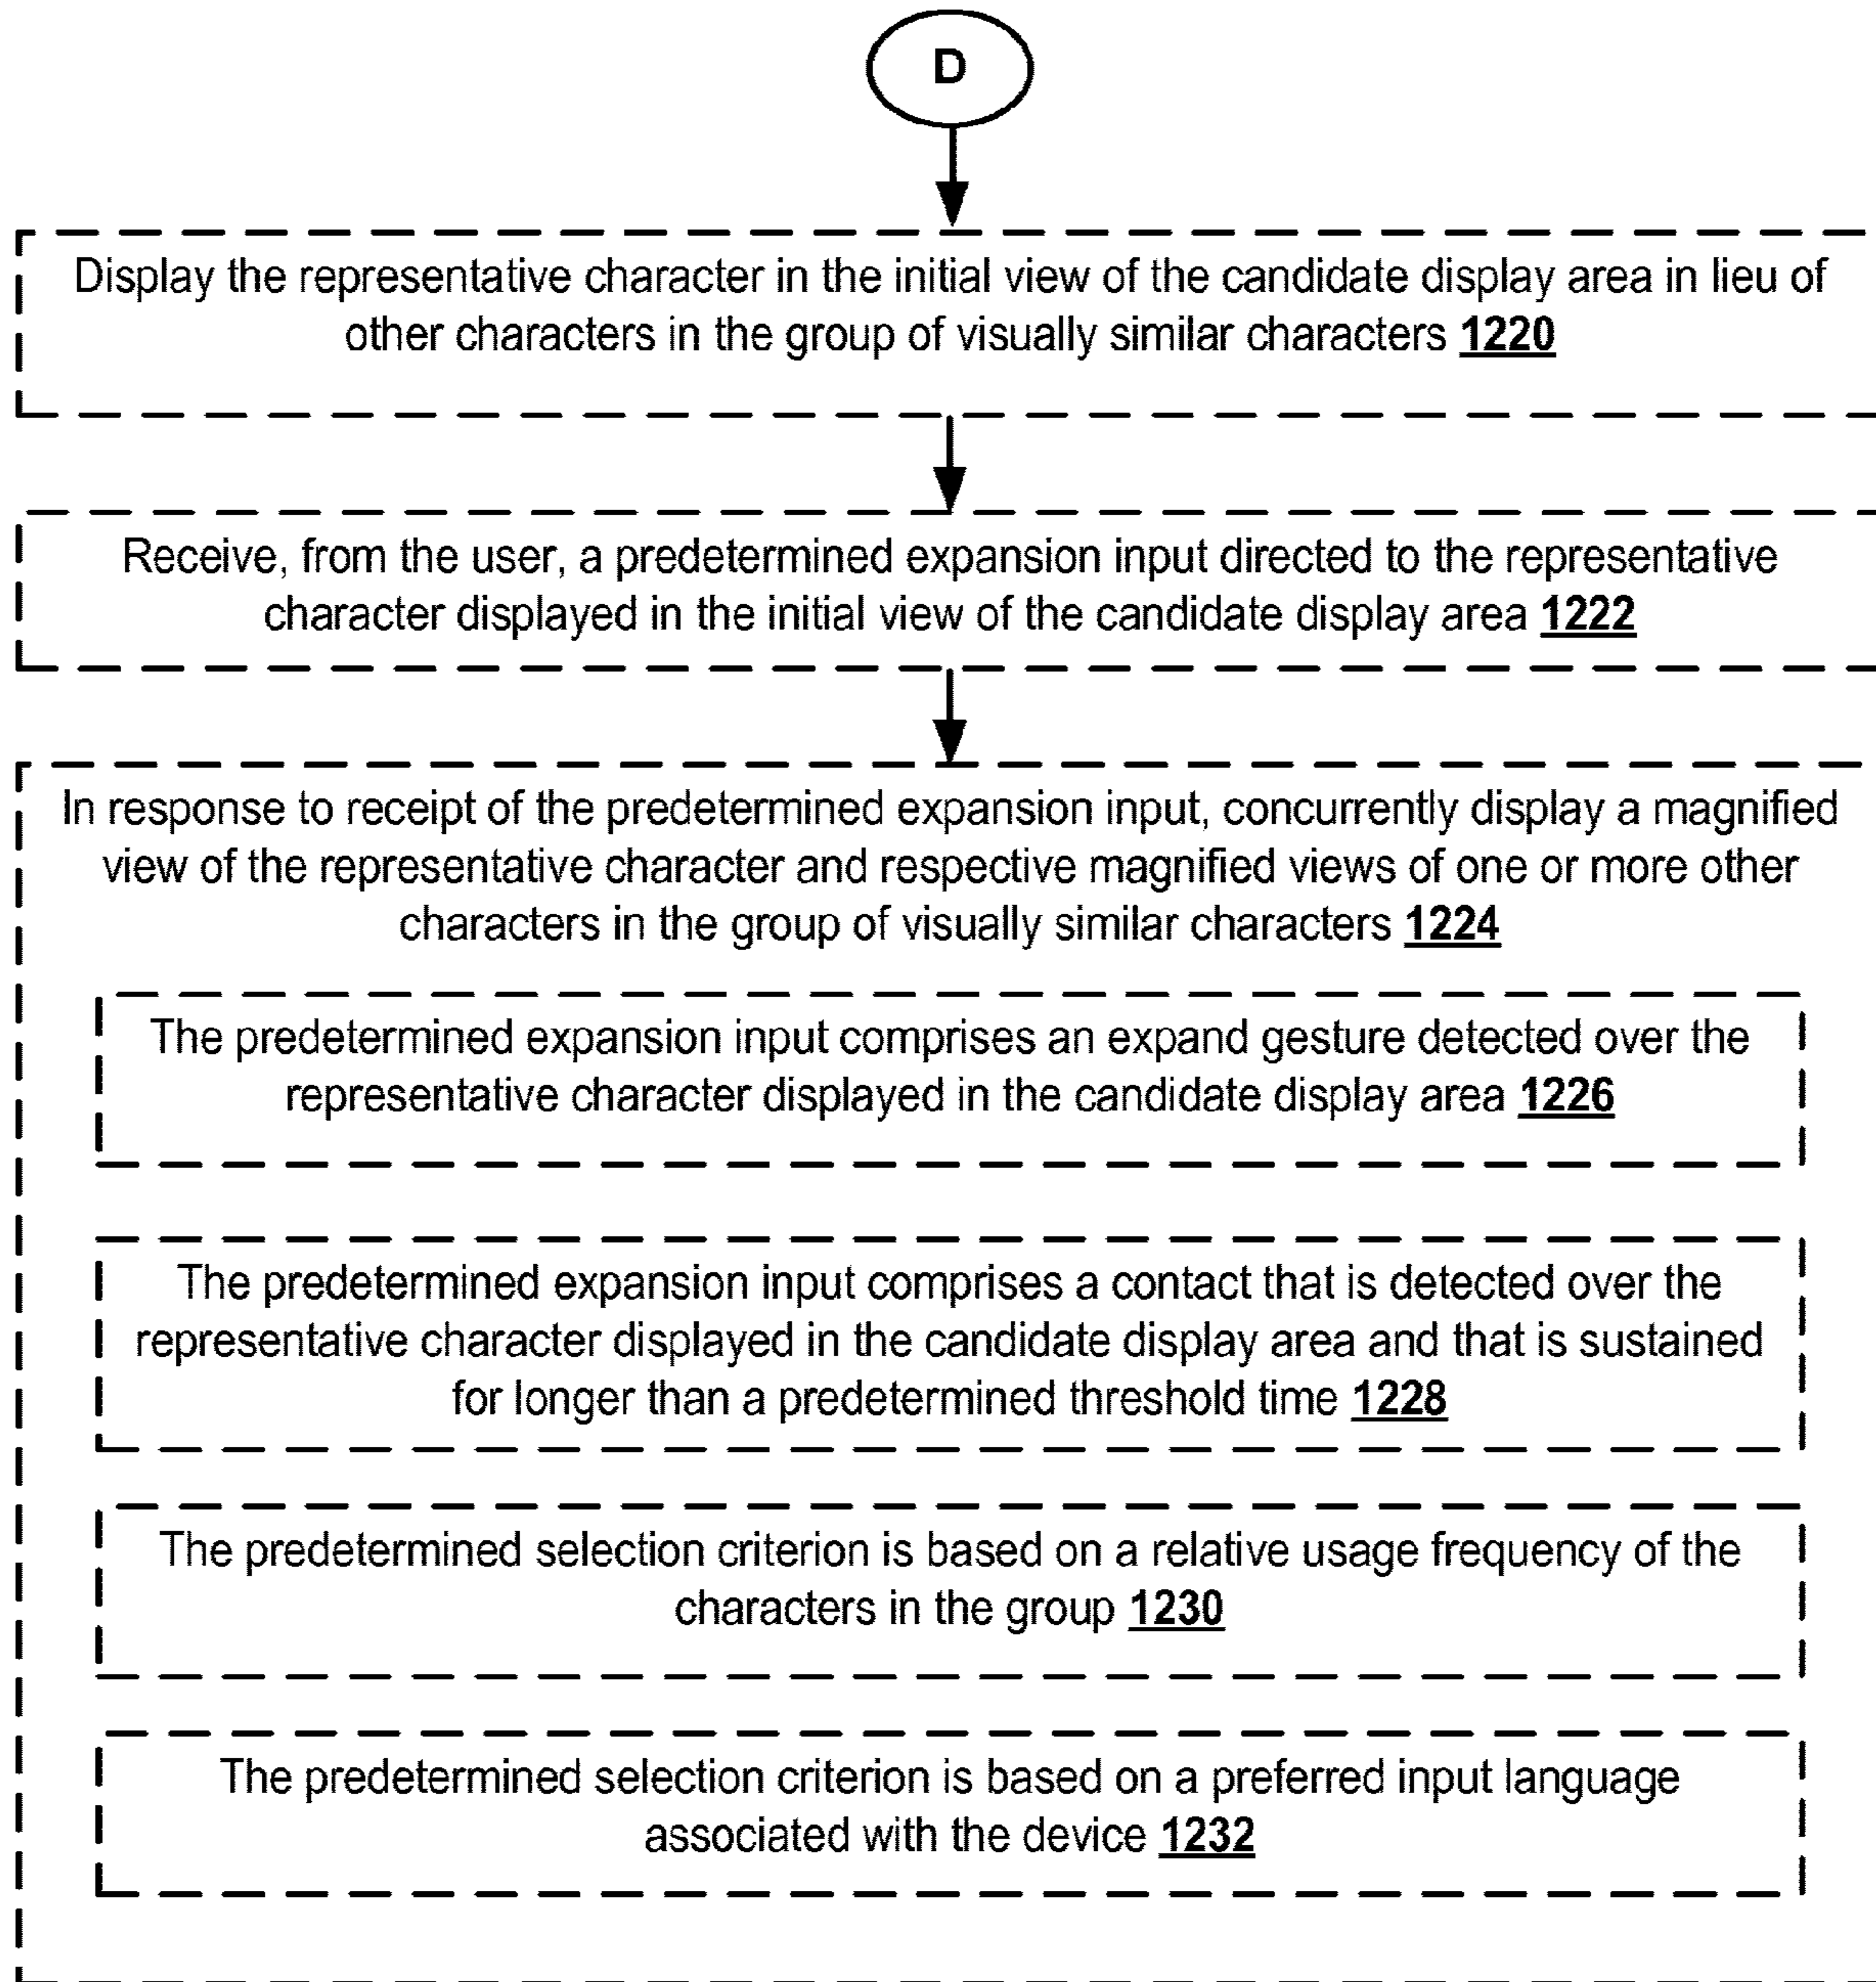 D
Display the representative character in the initial view of the candidate display area in lieu of
other characters in the group of visually similar characters 1220
Receive, from the user, a predetermined expansion input directed to the representative
character displayed in the initial view of the candidate display area 1222
In response to receipt of the predetermined expansion input, concurrently display a magnified
view of the representative character and respective magnified views of one or more other
characters in the group of visually similar characters 1224
The predetermined expansion input comprises an expand gesture detected over the
representative character displayed in the candidate display area 1226
The predetermined expansion input comprises a contact that is detected over the
representative character displayed in the candidate display area and that is sustained
for longer than a predetermined threshold time 1228
The predetermined selection criterion is based on a relative usage frequency of the
characters in the group 1230
The predetermined selection criterion is based on a preferred input language
associated with the device 1232